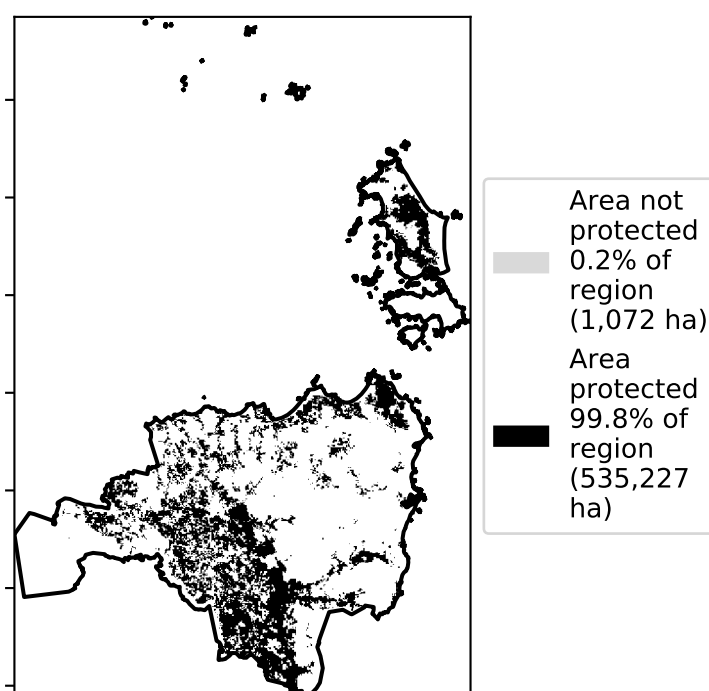 Area not
protected
0.2% of
region
(1,072 ha)
Area
protected
99.8% of
region
(535,227
ha)